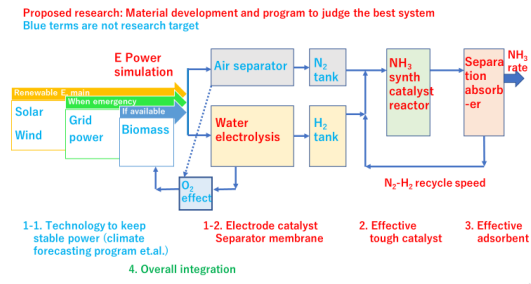 Proposed research: Material development and program to judge the best system
Blue terms are not research target
E Power
simulation
Air separator
N2
tank
NH3
synth
catalyst
reactor
Separa
tion
absorb
-er
NH3
rate
Renewable E, main
When emergency
If available
Solar
Wind
Grid
power
Biomass
Water
electrolysis
H2
tank
O2
effect
N2-H2 recycle speed
1-1. Technology to keep
stable power (climate
forecasting program et.al.)
1-2. Electrode catalyst
Separator membrane
2. Effective
tough catalyst
3. Effective
adsorbent
4. Overall integration